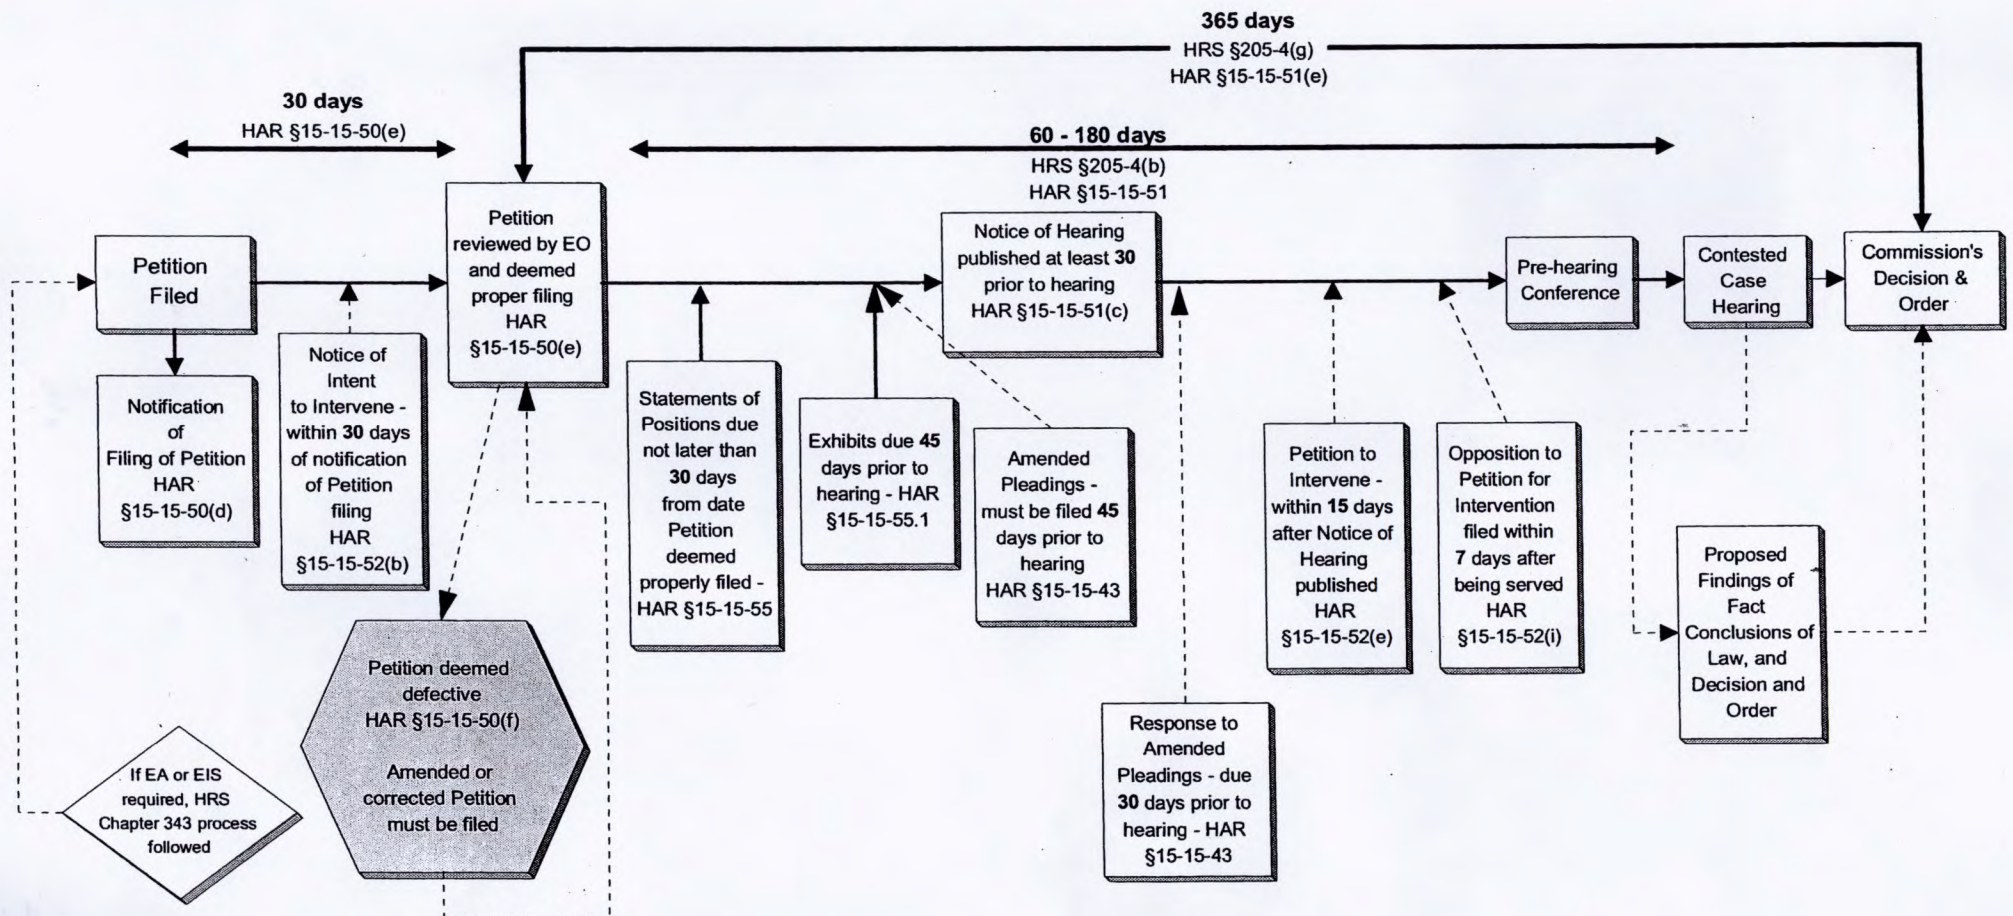 365 days
HRS §205-4(g)
HAR §15-15-51(e)
30 days
HAR §15-15-50(e)
60 - 180 days
HRS §205-4(b)
HAR §15-15-51
Petition
Filed
Notification
of
Filing of Petition
HAR
§15-15-50(d)
Notice of
Intent
to Intervene -
within 30 days
of notification
of Petition
filing
HAR
§15-15-52(b)
Petition
reviewed by EO
and deemed
proper filing
HAR
§15-15-50(e)
Statements of
Positions due
not later than
30 days
from date
Petition
deemed
properly filed -
HAR §15-15-55
Exhibits due 45
days prior to
hearing - HAR
§15-15-55.1
Notice of Hearing
published at least 30
prior to hearing
HAR §15-15-51(c)
Amended
Pleadings -
must be filed 45
days prior to
hearing
HAR §15-15-43
Response to
Amended
Pleadings - due
30 days prior to
hearing - HAR
§15-15-43
Petition to
Intervene -
within 15 days
after Notice of
Hearing
published
HAR
§15-15-52(e)
Opposition to
Petition for
Intervention
filed within
7 days after
being served
HAR
§15-15-52(i)
Pre-hearing
Conference
Contested
Case
Hearing
Commission's
Decision &
Order
Proposed
Findings of
Fact
Conclusions of
Law, and
Decision and
Order
Petition deemed
defective
HAR §15-15-50(f)
Amended or
corrected Petition
must be filed
If EA or EIS
required, HRS
Chapter 343 process
followed